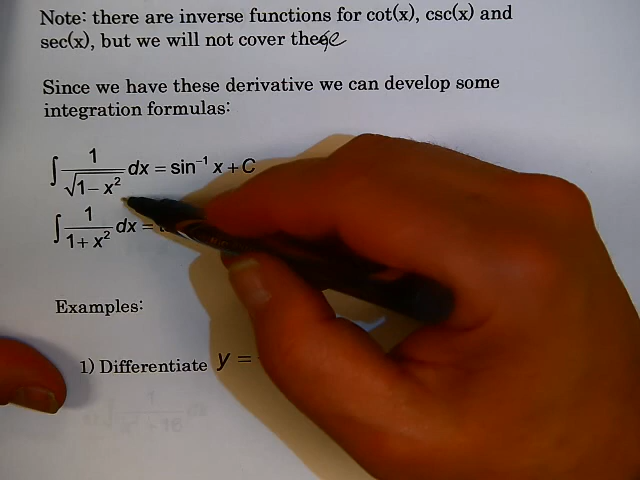 Note: there are inverse functions for cot(x), csc(x) and
sec(x), but we will not cover these
Since we have these derivative we can develop some
integration formulas:
∫ 1/√(1 − x²) dx = sin⁻¹ x + C
∫ 1/(1 + x²) dx =
Examples:
1) Differentiate y =